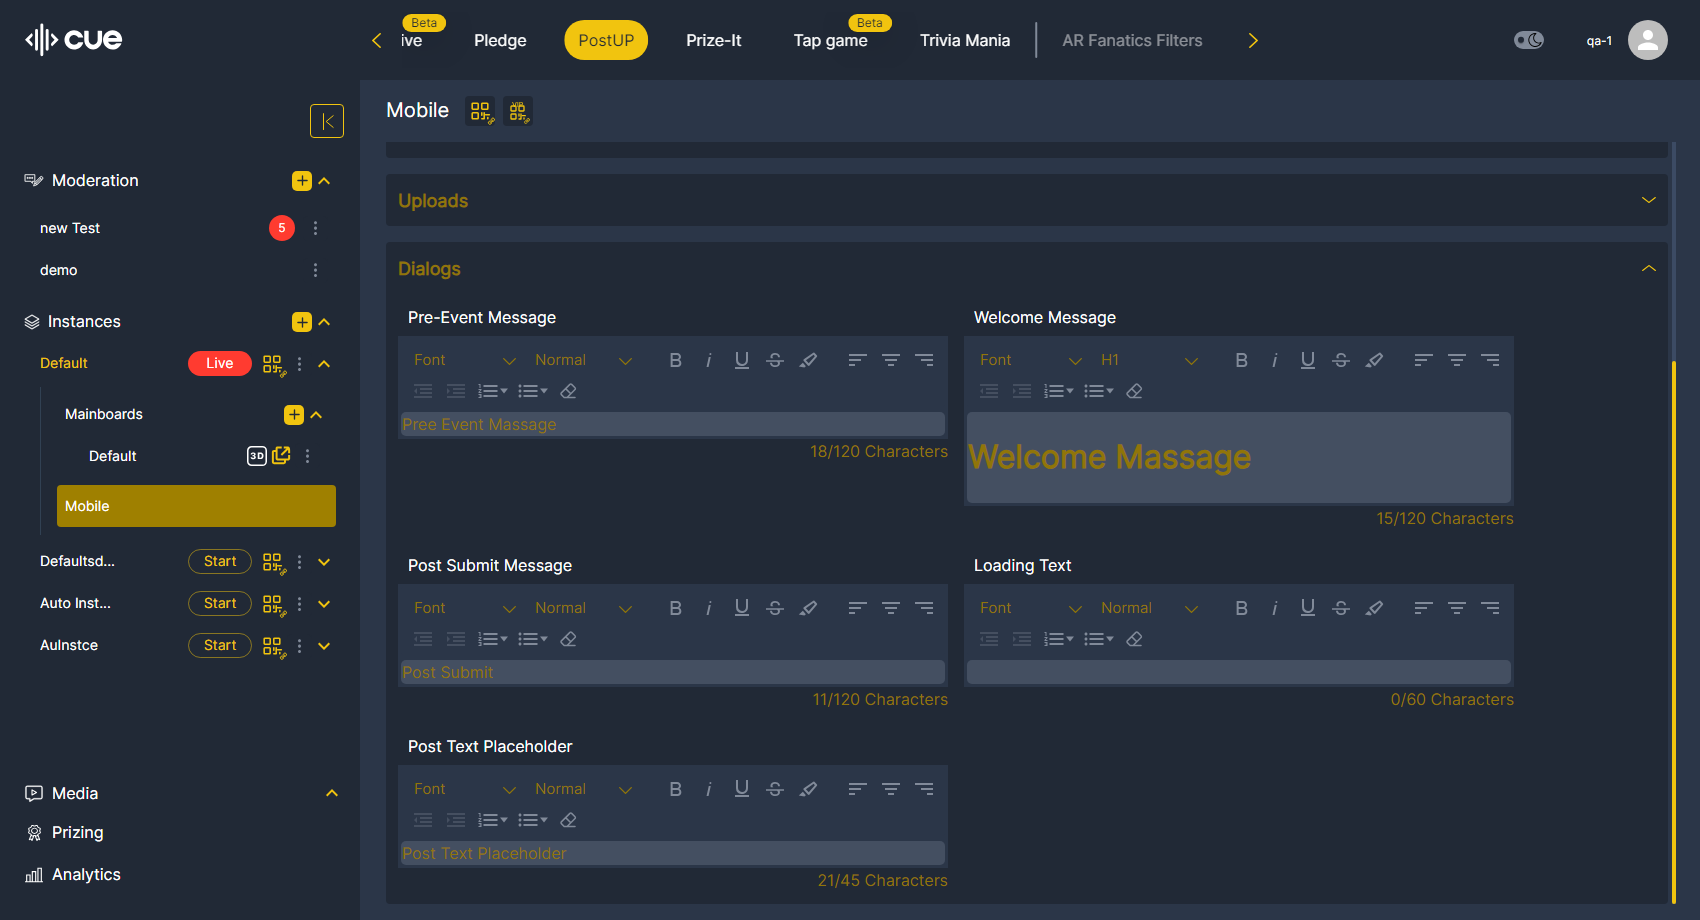 cue
Beta
ive
Pledge
PostUP
Prize-It
Beta
Tap game
Trivia Mania
AR Fanatics Filters
qa-1
Mobile
Moderation
new Test
5
demo
Instances
Default
Live
Mainboards
Default
3D
Mobile
Defaultsd...
Start
Auto Inst...
Start
AuInstce
Start
Media
Prizing
Analytics
Uploads
Dialogs
Pre-Event Message
Font
Normal
Pree Event Massage
18/120 Characters
Welcome Message
Font
H1
Welcome Massage
15/120 Characters
Post Submit Message
Font
Normal
Post Submit
11/120 Characters
Loading Text
Font
Normal
0/60 Characters
Post Text Placeholder
Font
Normal
Post Text Placeholder
21/45 Characters